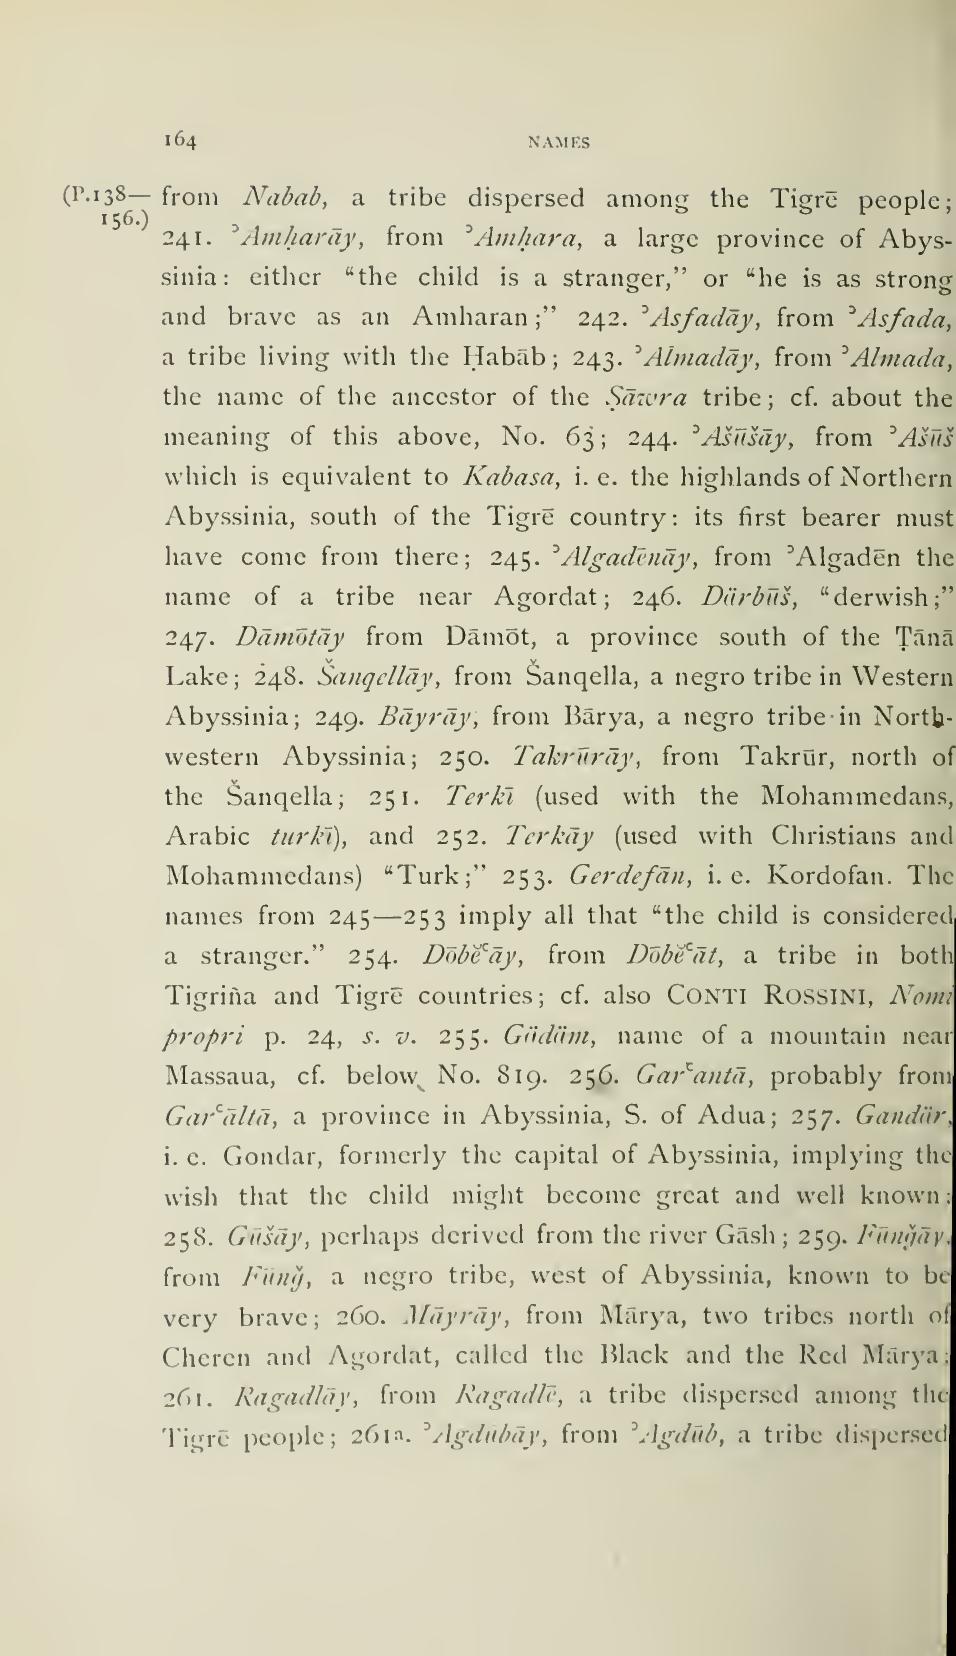 164 NAMES
(P.138— from Nabab, a tribe dispersed among the Tigrē people;
156.)
241. ʾAmḥarāy, from ʾAmḥara, a large province of Abys-
sinia: either “the child is a stranger,” or “he is as strong
and brave as an Amharan;” 242. ʾAsfadāy, from ʾAsfada,
a tribe living with the Ḥabāb; 243. ʾAlmadāy, from ʾAlmada,
the name of the ancestor of the Ṣāwra tribe; cf. about the
meaning of this above, No. 63; 244. ʾAšūšāy, from ʾAšūš
which is equivalent to Kabasa, i. e. the highlands of Northern
Abyssinia, south of the Tigrē country: its first bearer must
have come from there; 245. ʾAlgadēnāy, from ʾAlgadēn the
name of a tribe near Agordat; 246. Därbūš, “derwish;”
247. Dāmōtāy from Dāmōt, a province south of the Ṭānā
Lake; 248. Šanqellāy, from Šanqella, a negro tribe in Western
Abyssinia; 249. Bāyrāy, from Bārya, a negro tribe in North-
western Abyssinia; 250. Takrūrāy, from Takrūr, north of
the Šanqella; 251. Terkī (used with the Mohammedans,
Arabic turkī), and 252. Terkāy (used with Christians and
Mohammedans) “Turk;” 253. Gerdefān, i. e. Kordofan. The
names from 245—253 imply all that “the child is considered
a stranger.” 254. Dōbĕʿāy, from Dōbĕʿāt, a tribe in both
Tigriña and Tigrē countries; cf. also CONTI ROSSINI, Nomi
propri p. 24, s. v. 255. Gädäm, name of a mountain near
Massaua, cf. below No. 819. 256. Garʿantā, probably from
Garʿāltā, a province in Abyssinia, S. of Adua; 257. Gandär,
i. e. Gondar, formerly the capital of Abyssinia, implying the
wish that the child might become great and well known;
258. Gāšāy, perhaps derived from the river Gāsh; 259. Fūnǧāy,
from Fūnǧ, a negro tribe, west of Abyssinia, known to be
very brave; 260. Māyrāy, from Mārya, two tribes north of
Cheren and Agordat, called the Black and the Red Mārya;
261. Ragadlāy, from Ragadlē, a tribe dispersed among the
Tigrē people; 261a. ʾAgdūbāy, from ʾAgdūb, a tribe dispersed